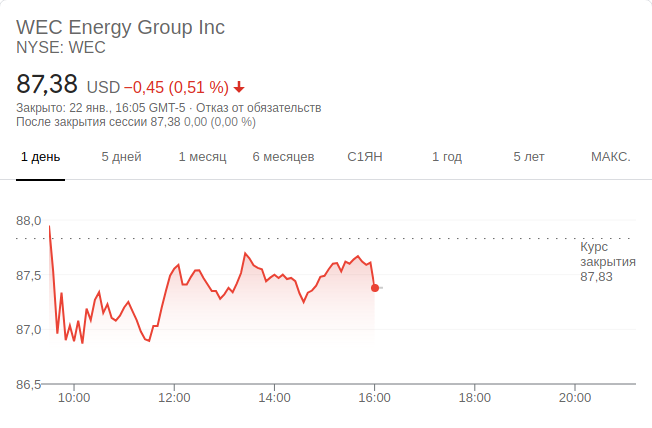 WEC Energy Group Inc
NYSE: WEC
87,38 USD −0,45 (0,51 %)
Закрыто: 22 янв., 16:05 GMT-5 · Отказ от обязательств
После закрытия сессии 87,38 0,00 (0,00 %)
1 день 5 дней 1 месяц 6 месяцев С1ЯН 1 год 5 лет МАКС.
88,0
Курс
закрытия
87,83
87,5
87,0
86,5
10:00 12:00 14:00 16:00 18:00 20:00